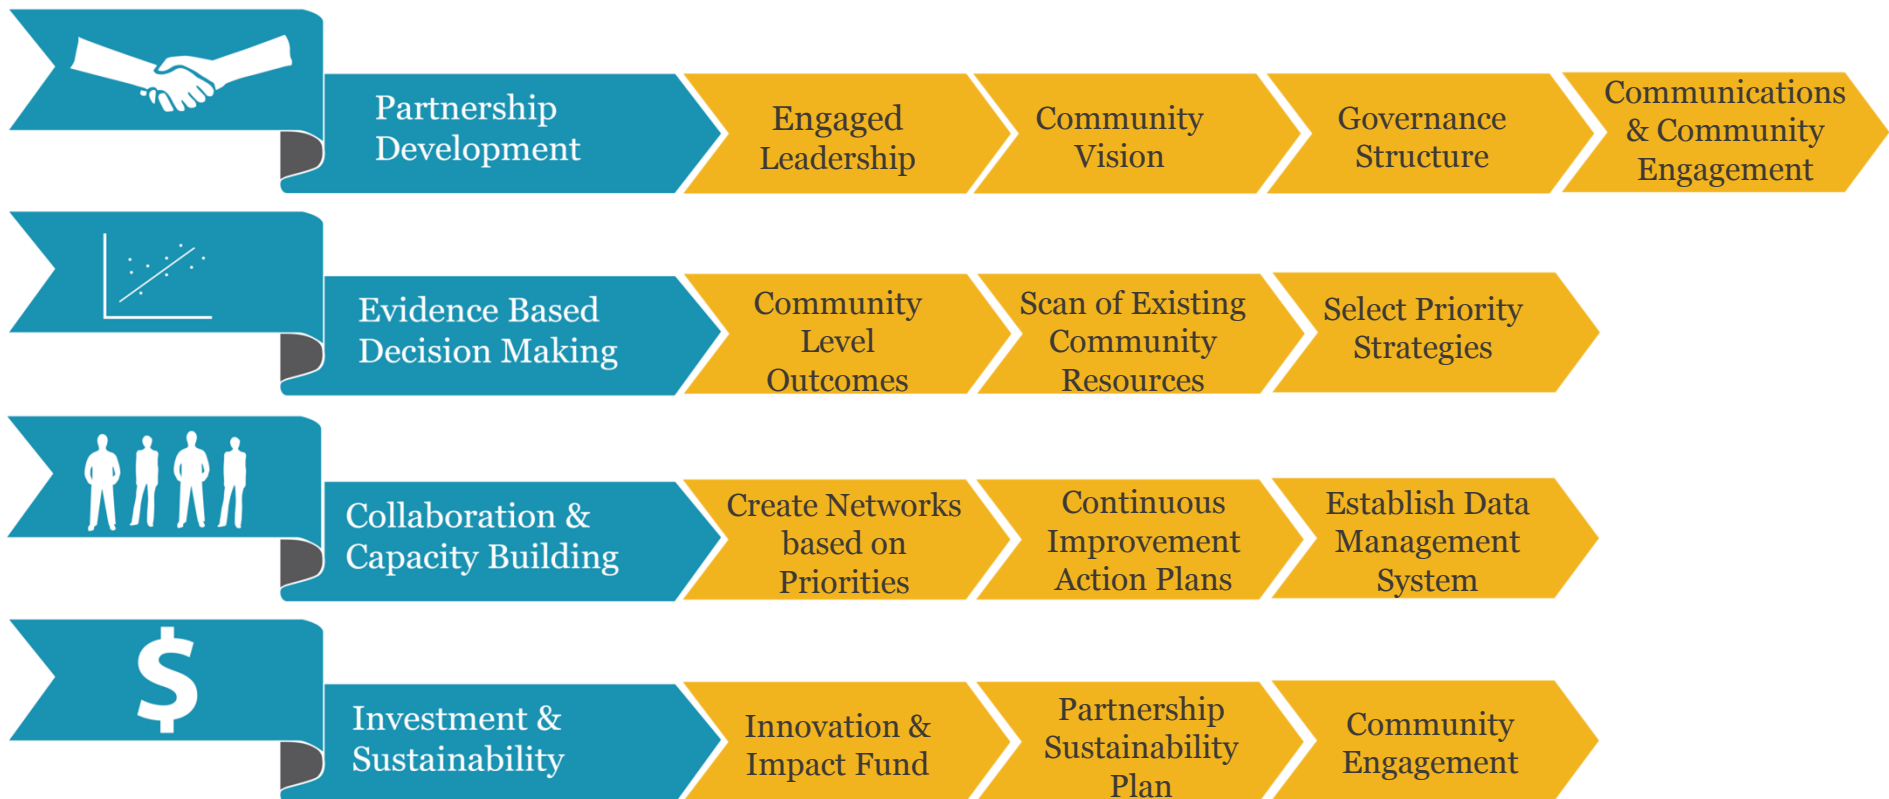 Partnership
Development
Engaged
Leadership
Community
Vision
Governance
Structure
Communications
& Community
Engagement
Evidence Based
Decision Making
Community
Level
Outcomes
Scan of Existing
Community
Resources
Select Priority
Strategies
Collaboration &
Capacity Building
Create Networks
based on
Priorities
Continuous
Improvement
Action Plans
Establish Data
Management
System
$
Investment &
Sustainability
Innovation &
Impact Fund
Partnership
Sustainability
Plan
Community
Engagement